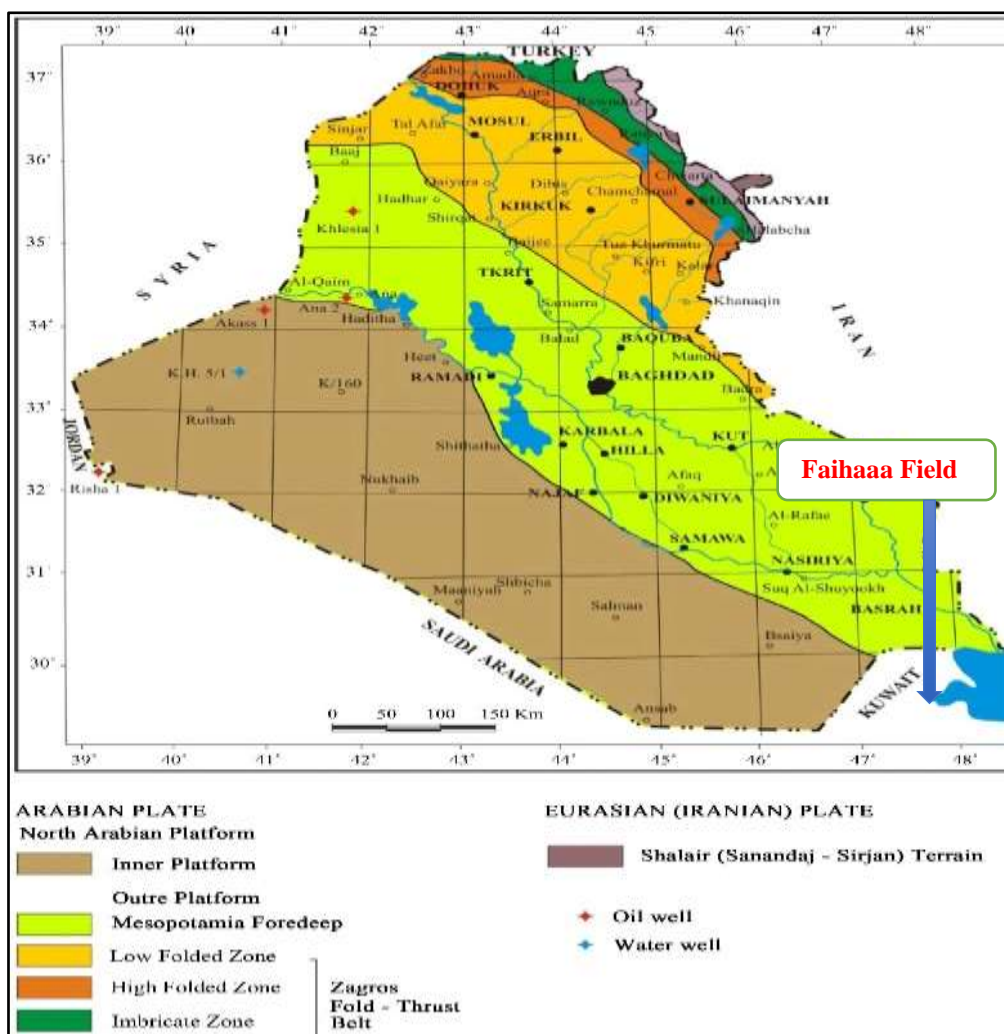 39° 40 41 42 43 44 45 46 47 48°
TURKEY
37°
Zakho Amadia
DOHUK Aqra Rawnduz
MOSUL
Sinjar Tal Afar ERBIL Rania
36°
Baaj
Qaiyara Dibis Chwarta
Hadhar Chamchamal SULAIMANYAH
KIRKUK
Khlesia 1 Shirqat Halabcha
35°
Baijee Tuz Khurmatu
SYRIA Kifri Kalar
TKRIT
Al-Qaim Ana Samarra Khanaqin
Ana 2
IRAN
34°
Akass 1 Haditha Balad BAQUBA
Mandli
Heet
K.H. 5/1 RAMADI BAGHDAD
K/160 Badra
33°
Rutbah
KARBALA KUT
JORDAN Shithatha HILLA
Faihaaa Field
Risha 1 Afaq
32°
Nukhaib NAJAF DIWANIYA
Al-Rafae
SAMAWA
NASIRIYA
31°
Shbicha Suq Al-Shuyookh
Maaniyah BASRAH
Salman
SAUDI ARABIA
Bsaiya
30°
KUWAIT
Ansab
0 50 100 150 Km
39° 40° 41° 42° 43° 44° 45° 46° 47° 48°
ARABIAN PLATE
North Arabian Platform
Inner Platform
Outre Platform
Mesopotamia Foredeep
Low Folded Zone
High Folded Zone
Imbricate Zone
Zagros
Fold - Thrust
Belt
EURASIAN (IRANIAN) PLATE
Shalair (Sanandaj - Sirjan) Terrain
Oil well
Water well